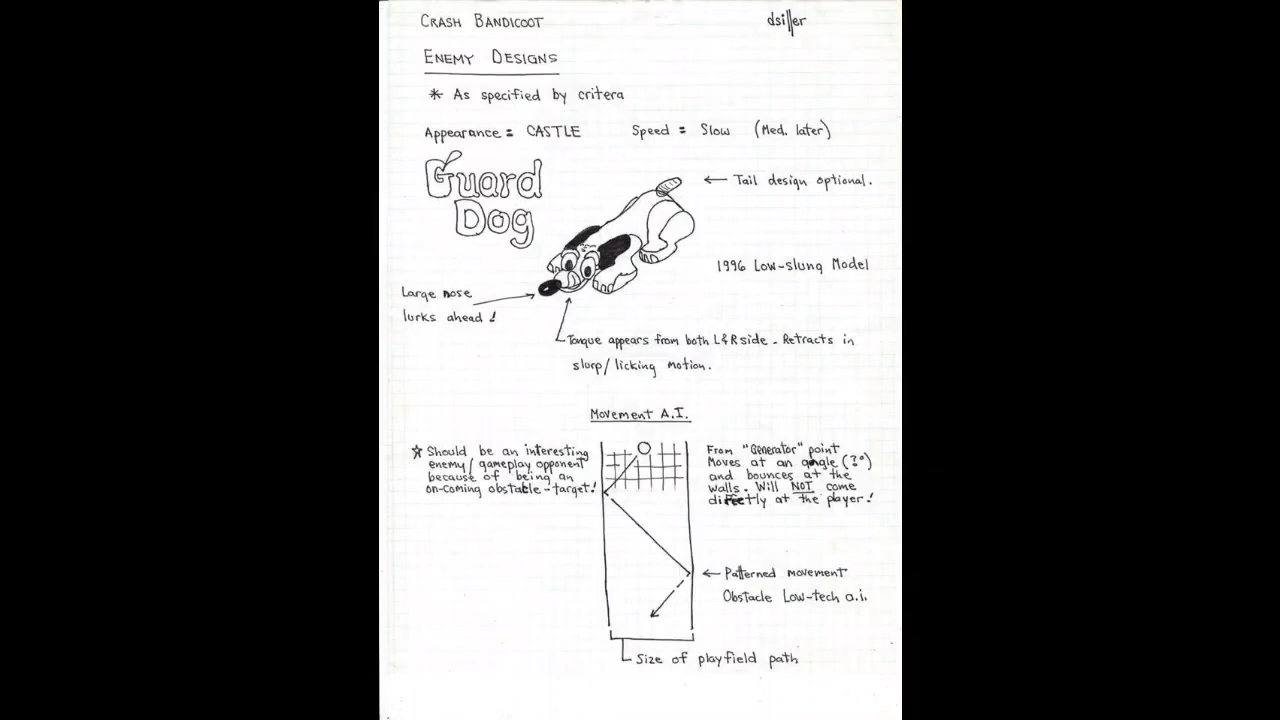 CRASH BANDICOOT
dsiller
ENEMY DESIGNS
* As specified by critera
Appearance = CASTLE Speed = Slow (Med. later)
Guard
Dog
← Tail design optional.
1996 Low-slung Model
Large nose
lurks ahead!
Tongue appears from both L&R side - Retracts in
slurp/licking motion.
Movement A.I.
☆ Should be an interesting
enemy/gameplay opponent
because of being an
on-coming obstacle-target!
From "Generator" point
Moves at an angle (?°)
and bounces at the
walls. Will NOT come
directly at the player!
← Patterned movement
Obstacle Low-tech a.i.
Size of playfield path